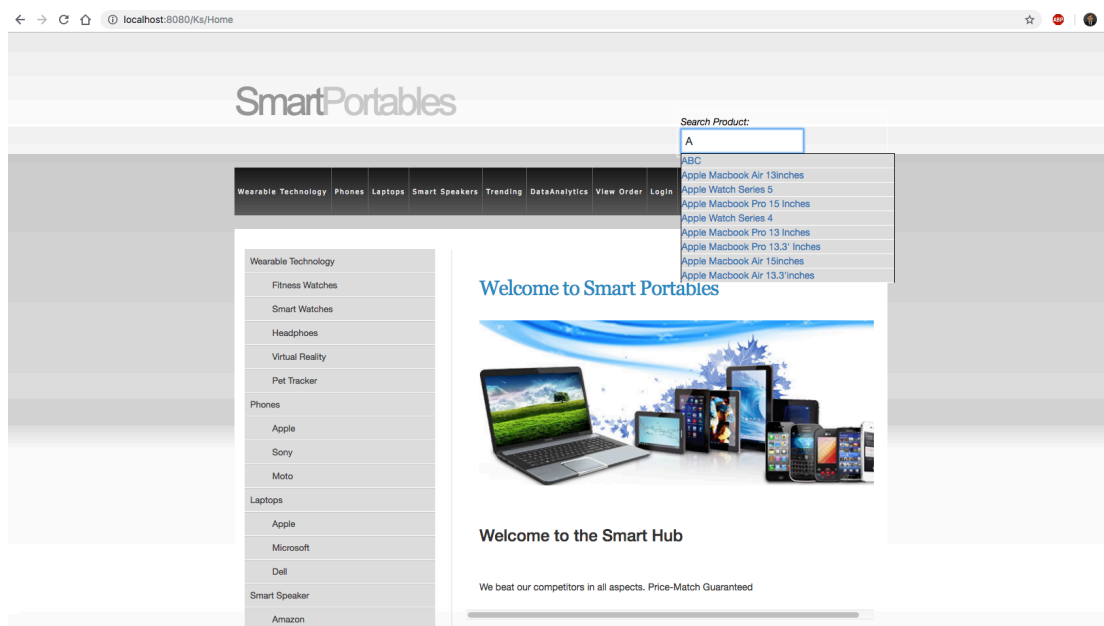 localhost:8080/Ks/Home
ABP
SmartPortables
Search Product:
A
ABC
Apple Macbook Air 13inches
Apple Watch Series 5
Apple Macbook Pro 15 Inches
Apple Watch Series 4
Apple Macbook Pro 13 Inches
Apple Macbook Pro 13.3' Inches
Apple Macbook Air 15inches
Apple Macbook Air 13.3'inches
Wearable Technology Phones Laptops Smart Speakers Trending DataAnalytics View Order Login
Wearable Technology
Fitness Watches
Smart Watches
Headphoes
Virtual Reality
Pet Tracker
Phones
Apple
Sony
Moto
Laptops
Apple
Microsoft
Dell
Smart Speaker
Amazon
Welcome to Smart Portables
Welcome to the Smart Hub
We beat our competitors in all aspects. Price-Match Guaranteed